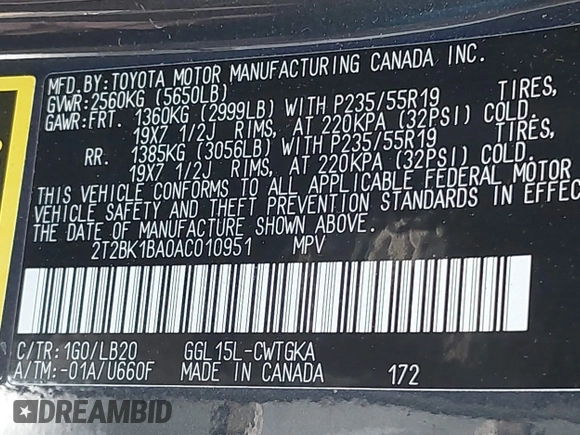 MFD.BY:TOYOTA MOTOR MANUFACTURING CANADA INC.
GVWR:2560KG (5650LB)
GAWR:FRT. 1360KG (2999LB) WITH P235/55R19 TIRES,
19X7 1/2J RIMS, AT 220KPA (32PSI) COLD.
RR. 1385KG (3056LB) WITH P235/55R19 TIRES,
19X7 1/2J RIMS, AT 220KPA (32PSI) COLD.
THIS VEHICLE CONFORMS TO ALL APPLICABLE FEDERAL MOTOR
VEHICLE SAFETY AND THEFT PREVENTION STANDARDS IN EFFEC
THE DATE OF MANUFACTURE SHOWN ABOVE.
2T2BK1BA0AC010951 MPV
C/TR:1G0/LB20 GGL15L-CWTGKA
A/TM:-01A/U660F MADE IN CANADA 172
DREAMBID